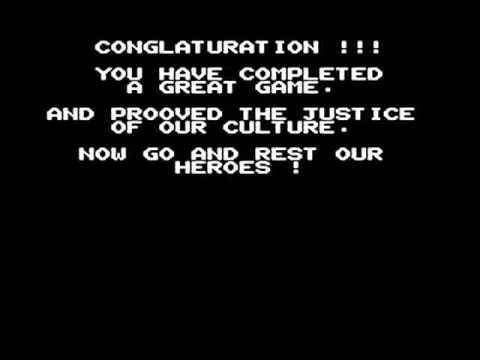 CONGLATURATION !!!
YOU HAVE COMPLETED
A GREAT GAME.
AND PROOVED THE JUSTICE
OF OUR CULTURE.
NOW GO AND REST OUR
HEROES !